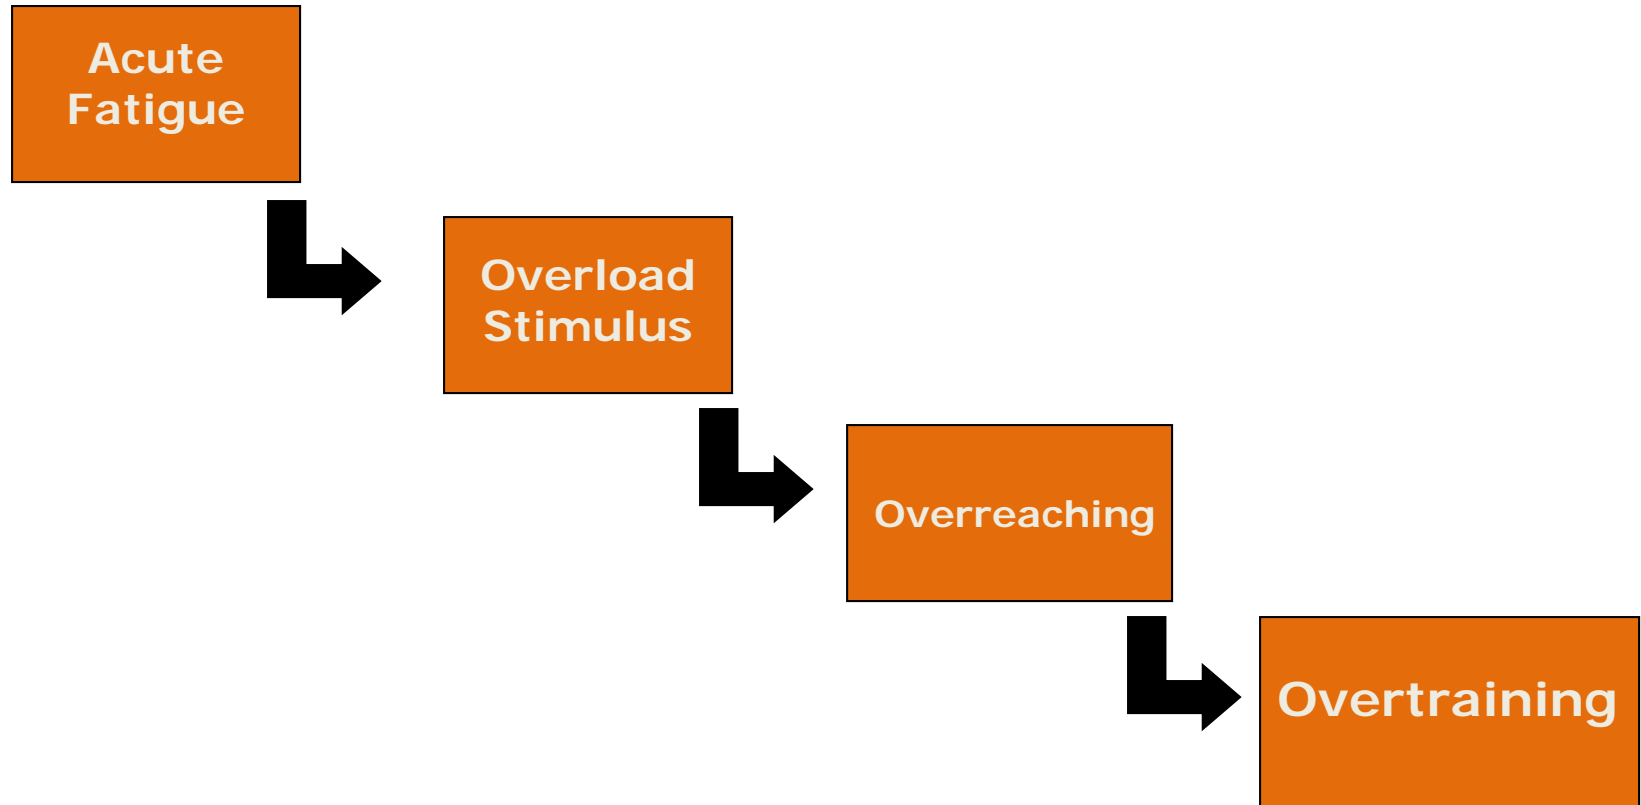 Acute
Fatigue
Overload
Stimulus
Overreaching
Overtraining